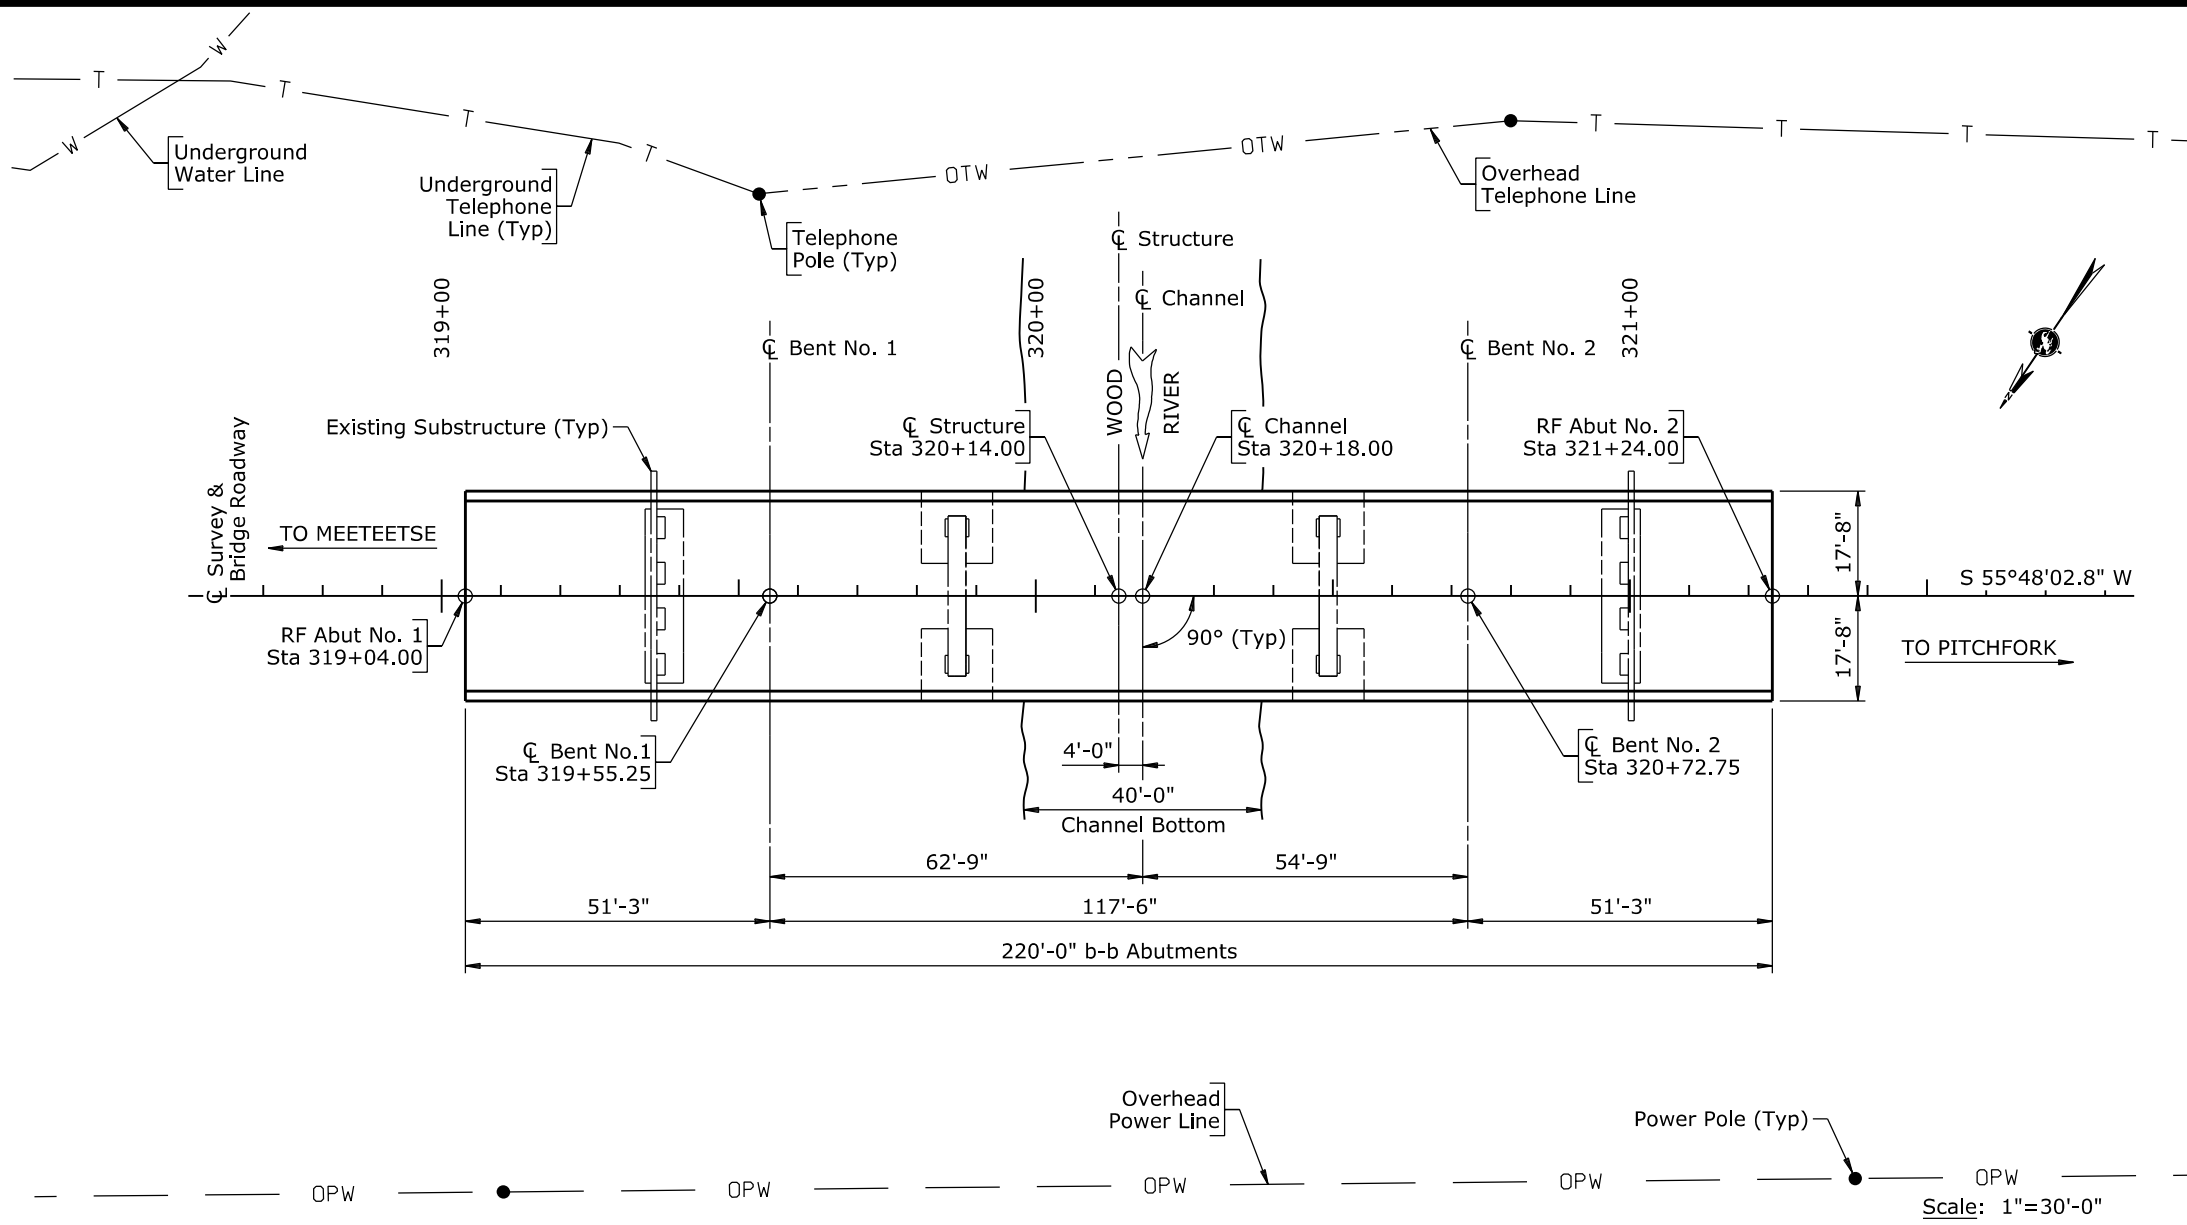 W
T
T
T
T
W
Underground
Water Line
Underground
Telephone
Line (Typ)
Telephone
Pole (Typ)
OTW
OTW
T
T
T
T
Overhead
Telephone Line
℄ Structure
℄ Channel
319+00
320+00
321+00
℄ Bent No. 1
℄ Bent No. 2
WOOD
RIVER
N
Existing Substructure (Typ)
℄ Structure
Sta 320+14.00
℄ Channel
Sta 320+18.00
RF Abut No. 2
Sta 321+24.00
℄ Survey &
Bridge Roadway
TO MEETEETSE
17'-8"
17'-8"
S 55°48'02.8" W
TO PITCHFORK
RF Abut No. 1
Sta 319+04.00
90° (Typ)
℄ Bent No.1
Sta 319+55.25
℄ Bent No. 2
Sta 320+72.75
4'-0"
40'-0"
Channel Bottom
62'-9"
54'-9"
51'-3"
117'-6"
51'-3"
220'-0" b-b Abutments
Overhead
Power Line
Power Pole (Typ)
OPW
OPW
OPW
OPW
OPW
Scale: 1"=30'-0"